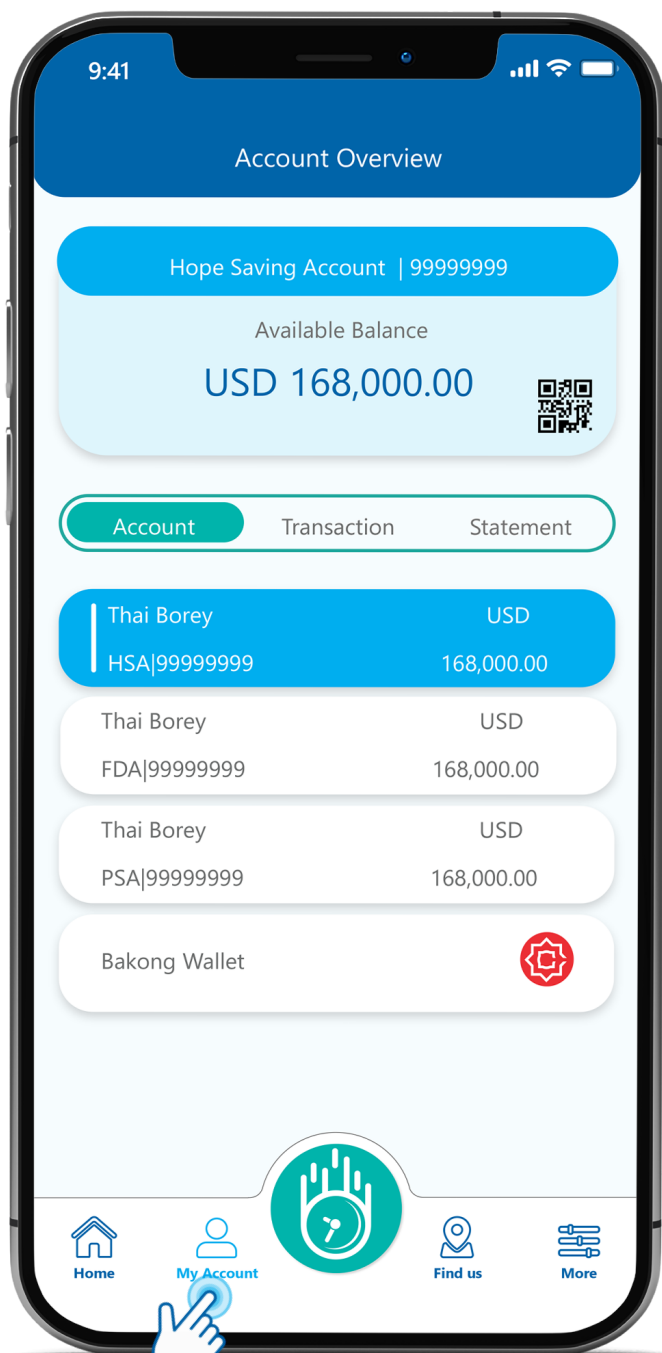 9:41
Account Overview
Hope Saving Account | 99999999
Available Balance
USD 168,000.00
Account Transaction Statement
Thai Borey USD
HSA|99999999 168,000.00
Thai Borey USD
FDA|99999999 168,000.00
Thai Borey USD
PSA|99999999 168,000.00
Bakong Wallet
Home My Account Find us More